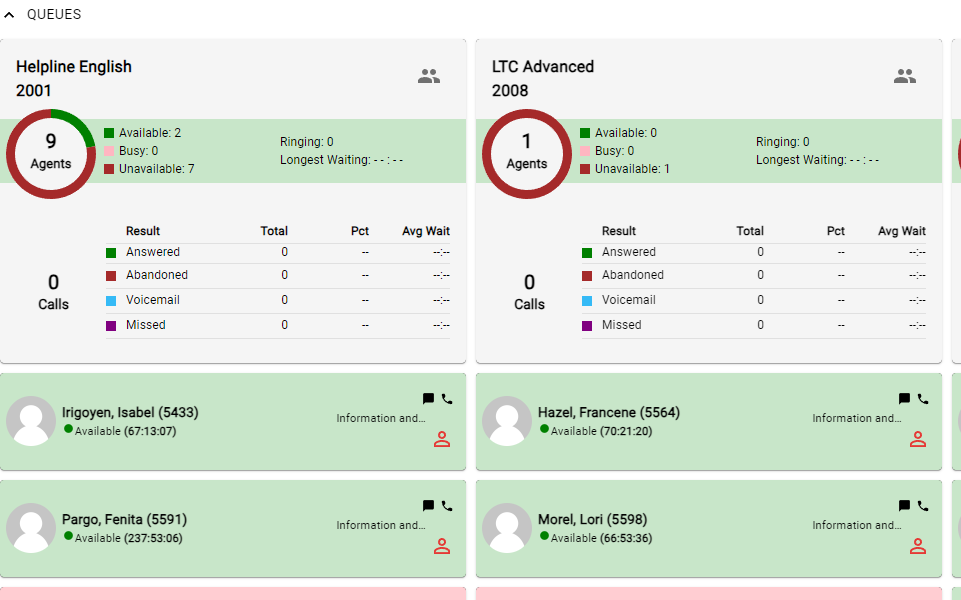 QUEUES
Helpline English
2001
9
Agents
Available: 2
Busy: 0
Unavailable: 7
Ringing: 0
Longest Waiting: --:--
Result Total Pct Avg Wait
Answered 0 -- --:--
Abandoned 0 -- --:--
Voicemail 0 -- --:--
Missed 0 -- --:--
0
Calls
LTC Advanced
2008
1
Agents
Available: 0
Busy: 0
Unavailable: 1
Ringing: 0
Longest Waiting: --:--
Result Total Pct Avg Wait
Answered 0 -- --:--
Abandoned 0 -- --:--
Voicemail 0 -- --:--
Missed 0 -- --:--
0
Calls
Irigoyen, Isabel (5433)
Available (67:13:07)
Information and...
Hazel, Francene (5564)
Available (70:21:20)
Information and...
Pargo, Fenita (5591)
Available (237:53:06)
Information and...
Morel, Lori (5598)
Available (66:53:36)
Information and...